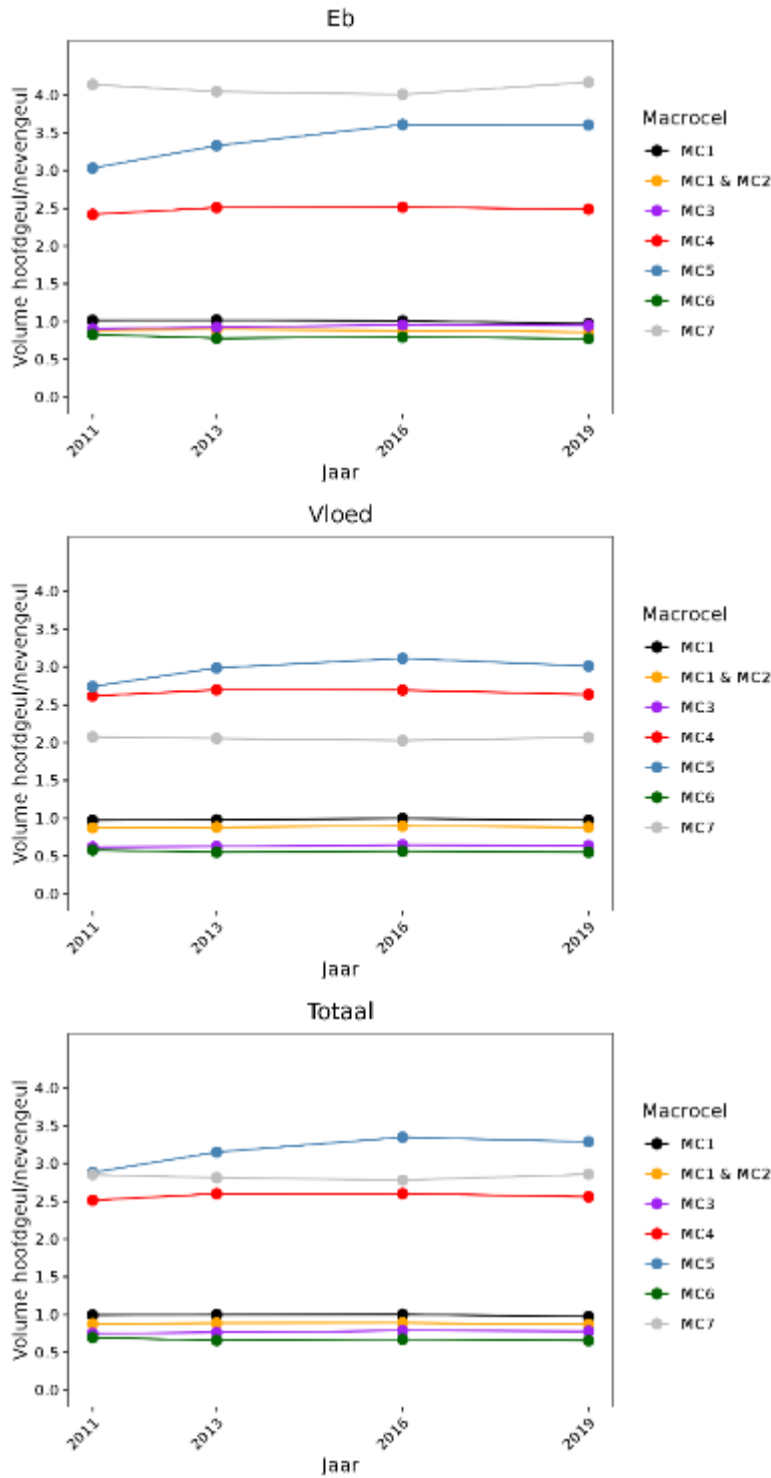 Eb
Volume hoofdgeul/nevengeul
4.0
3.5
3.0
2.5
2.0
1.5
1.0
0.5
0.0
2011
2013
2016
2019
Jaar
Macrocel
MC1
MC1 & MC2
MC3
MC4
MC5
MC6
MC7
Vloed
Volume hoofdgeul/nevengeul
4.0
3.5
3.0
2.5
2.0
1.5
1.0
0.5
0.0
2011
2013
2016
2019
Jaar
Macrocel
MC1
MC1 & MC2
MC3
MC4
MC5
MC6
MC7
Totaal
Volume hoofdgeul/nevengeul
4.0
3.5
3.0
2.5
2.0
1.5
1.0
0.5
0.0
2011
2013
2016
2019
Jaar
Macrocel
MC1
MC1 & MC2
MC3
MC4
MC5
MC6
MC7